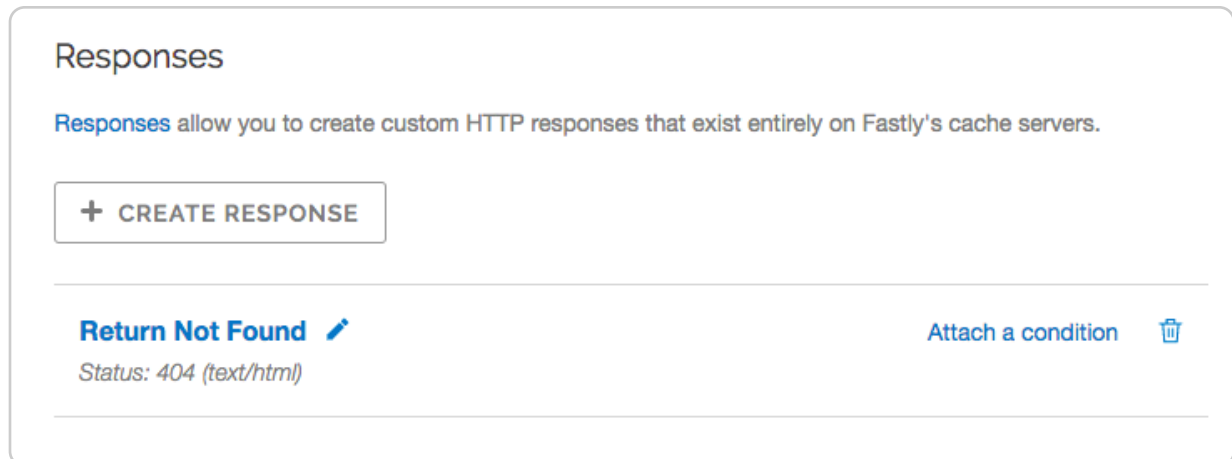 Responses
Responses allow you to create custom HTTP responses that exist entirely on Fastly's cache servers.
+ CREATE RESPONSE
Return Not Found Attach a condition
Status: 404 (text/html)